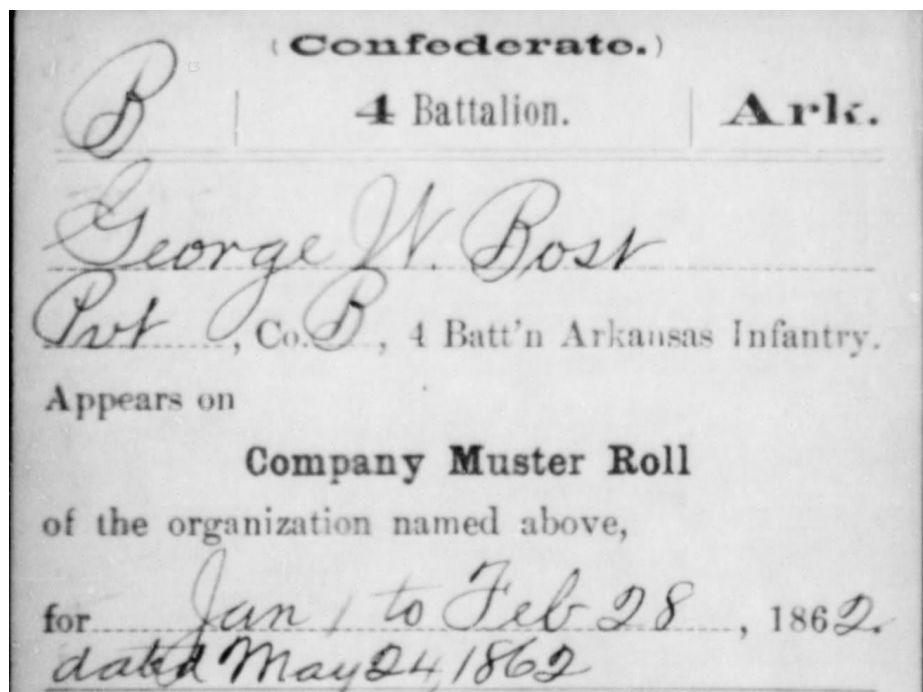 (Confederate.)
B | 4 Battalion. | Ark.
George W. Bost
Pvt, Co. B, 4 Batt'n Arkansas Infantry.
Appears on
Company Muster Roll
of the organization named above,
for Jan 1 to Feb 28, 1862.
dated May 24, 1862